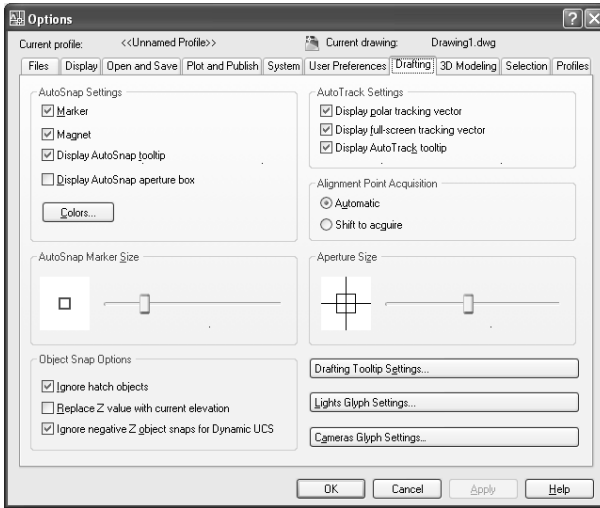 Options
Current profile: <<Unnamed Profile>> Current drawing: Drawing1.dwg
Files Display Open and Save Plot and Publish System User Preferences Drafting 3D Modeling Selection Profiles
AutoSnap Settings
Marker
Magnet
Display AutoSnap tooltip
Display AutoSnap aperture box
Colors...
AutoTrack Settings
Display polar tracking vector
Display full-screen tracking vector
Display AutoTrack tooltip
Alignment Point Acquisition
Automatic
Shift to acquire
AutoSnap Marker Size
Aperture Size
Object Snap Options
Ignore hatch objects
Replace Z value with current elevation
Ignore negative Z object snaps for Dynamic UCS
Drafting Tooltip Settings...
Lights Glyph Settings...
Cameras Glyph Settings...
OK Cancel Apply Help